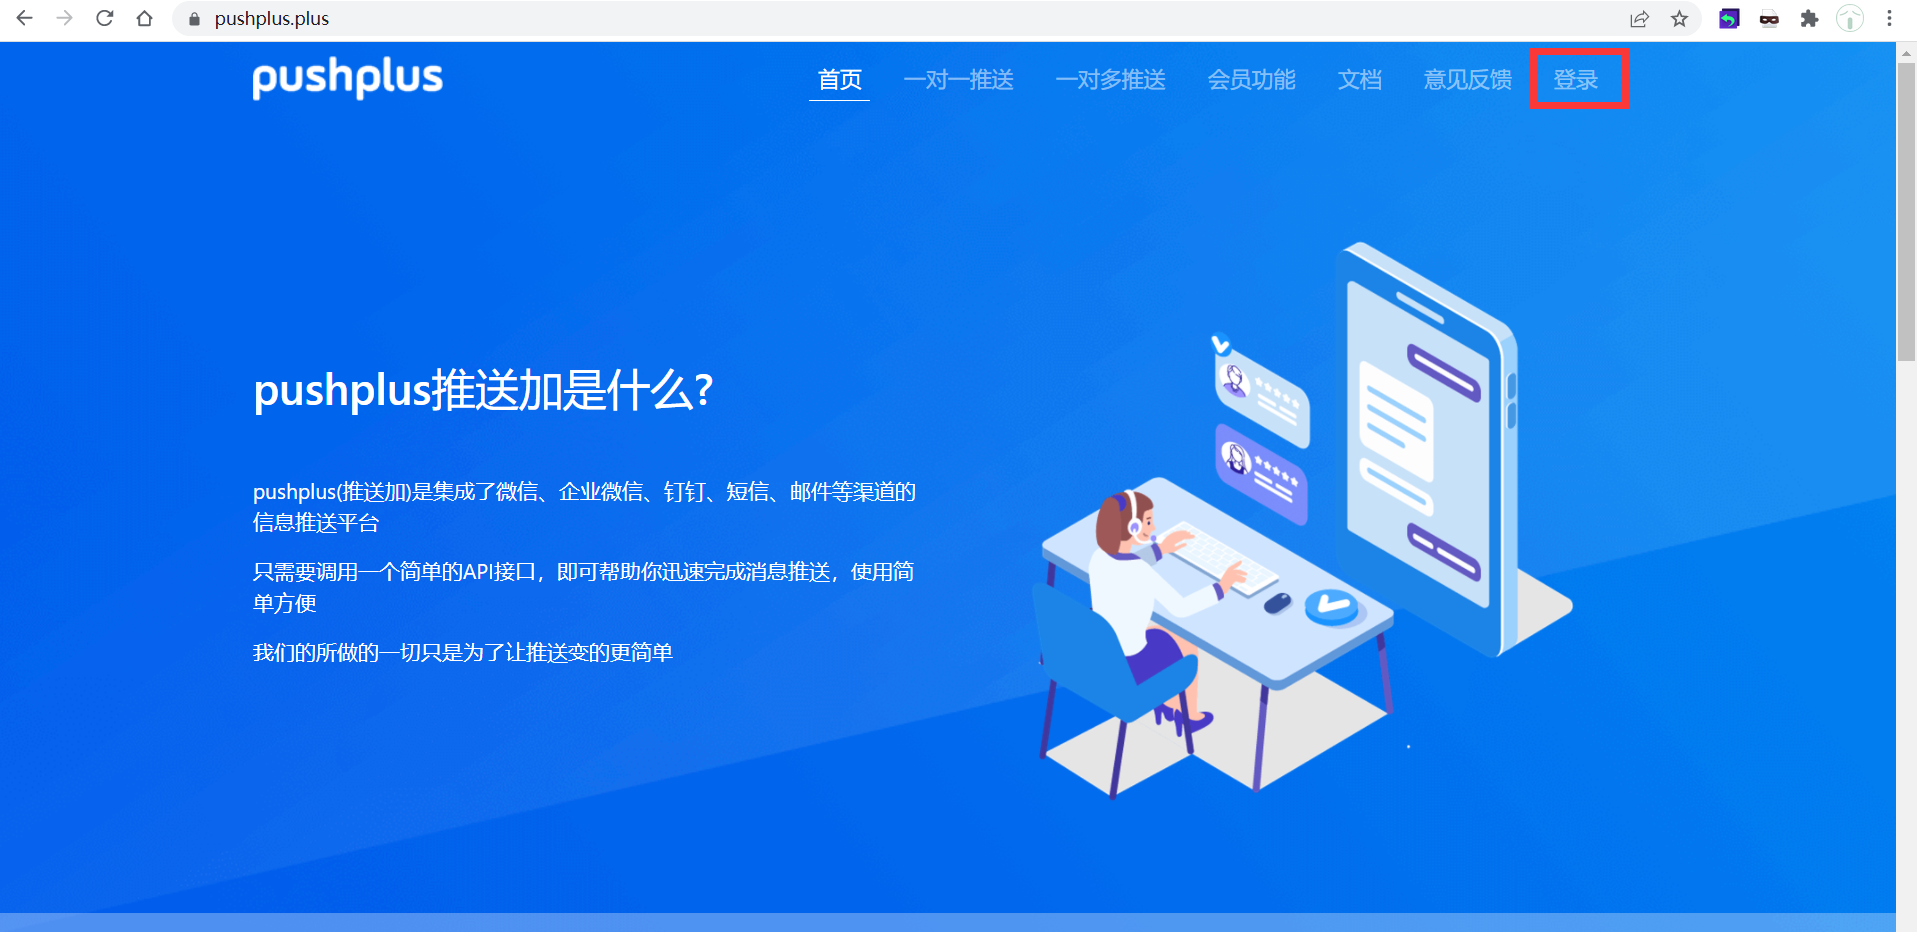 pushplus.plus
pushplus
首页 一对一推送 一对多推送 会员功能 文档 意见反馈 登录
pushplus推送加是什么?
pushplus(推送加)是集成了微信、企业微信、钉钉、短信、邮件等渠道的
信息推送平台
只需要调用一个简单的API接口，即可帮助你迅速完成消息推送，使用简
单方便
我们的所做的一切只是为了让推送变的更简单